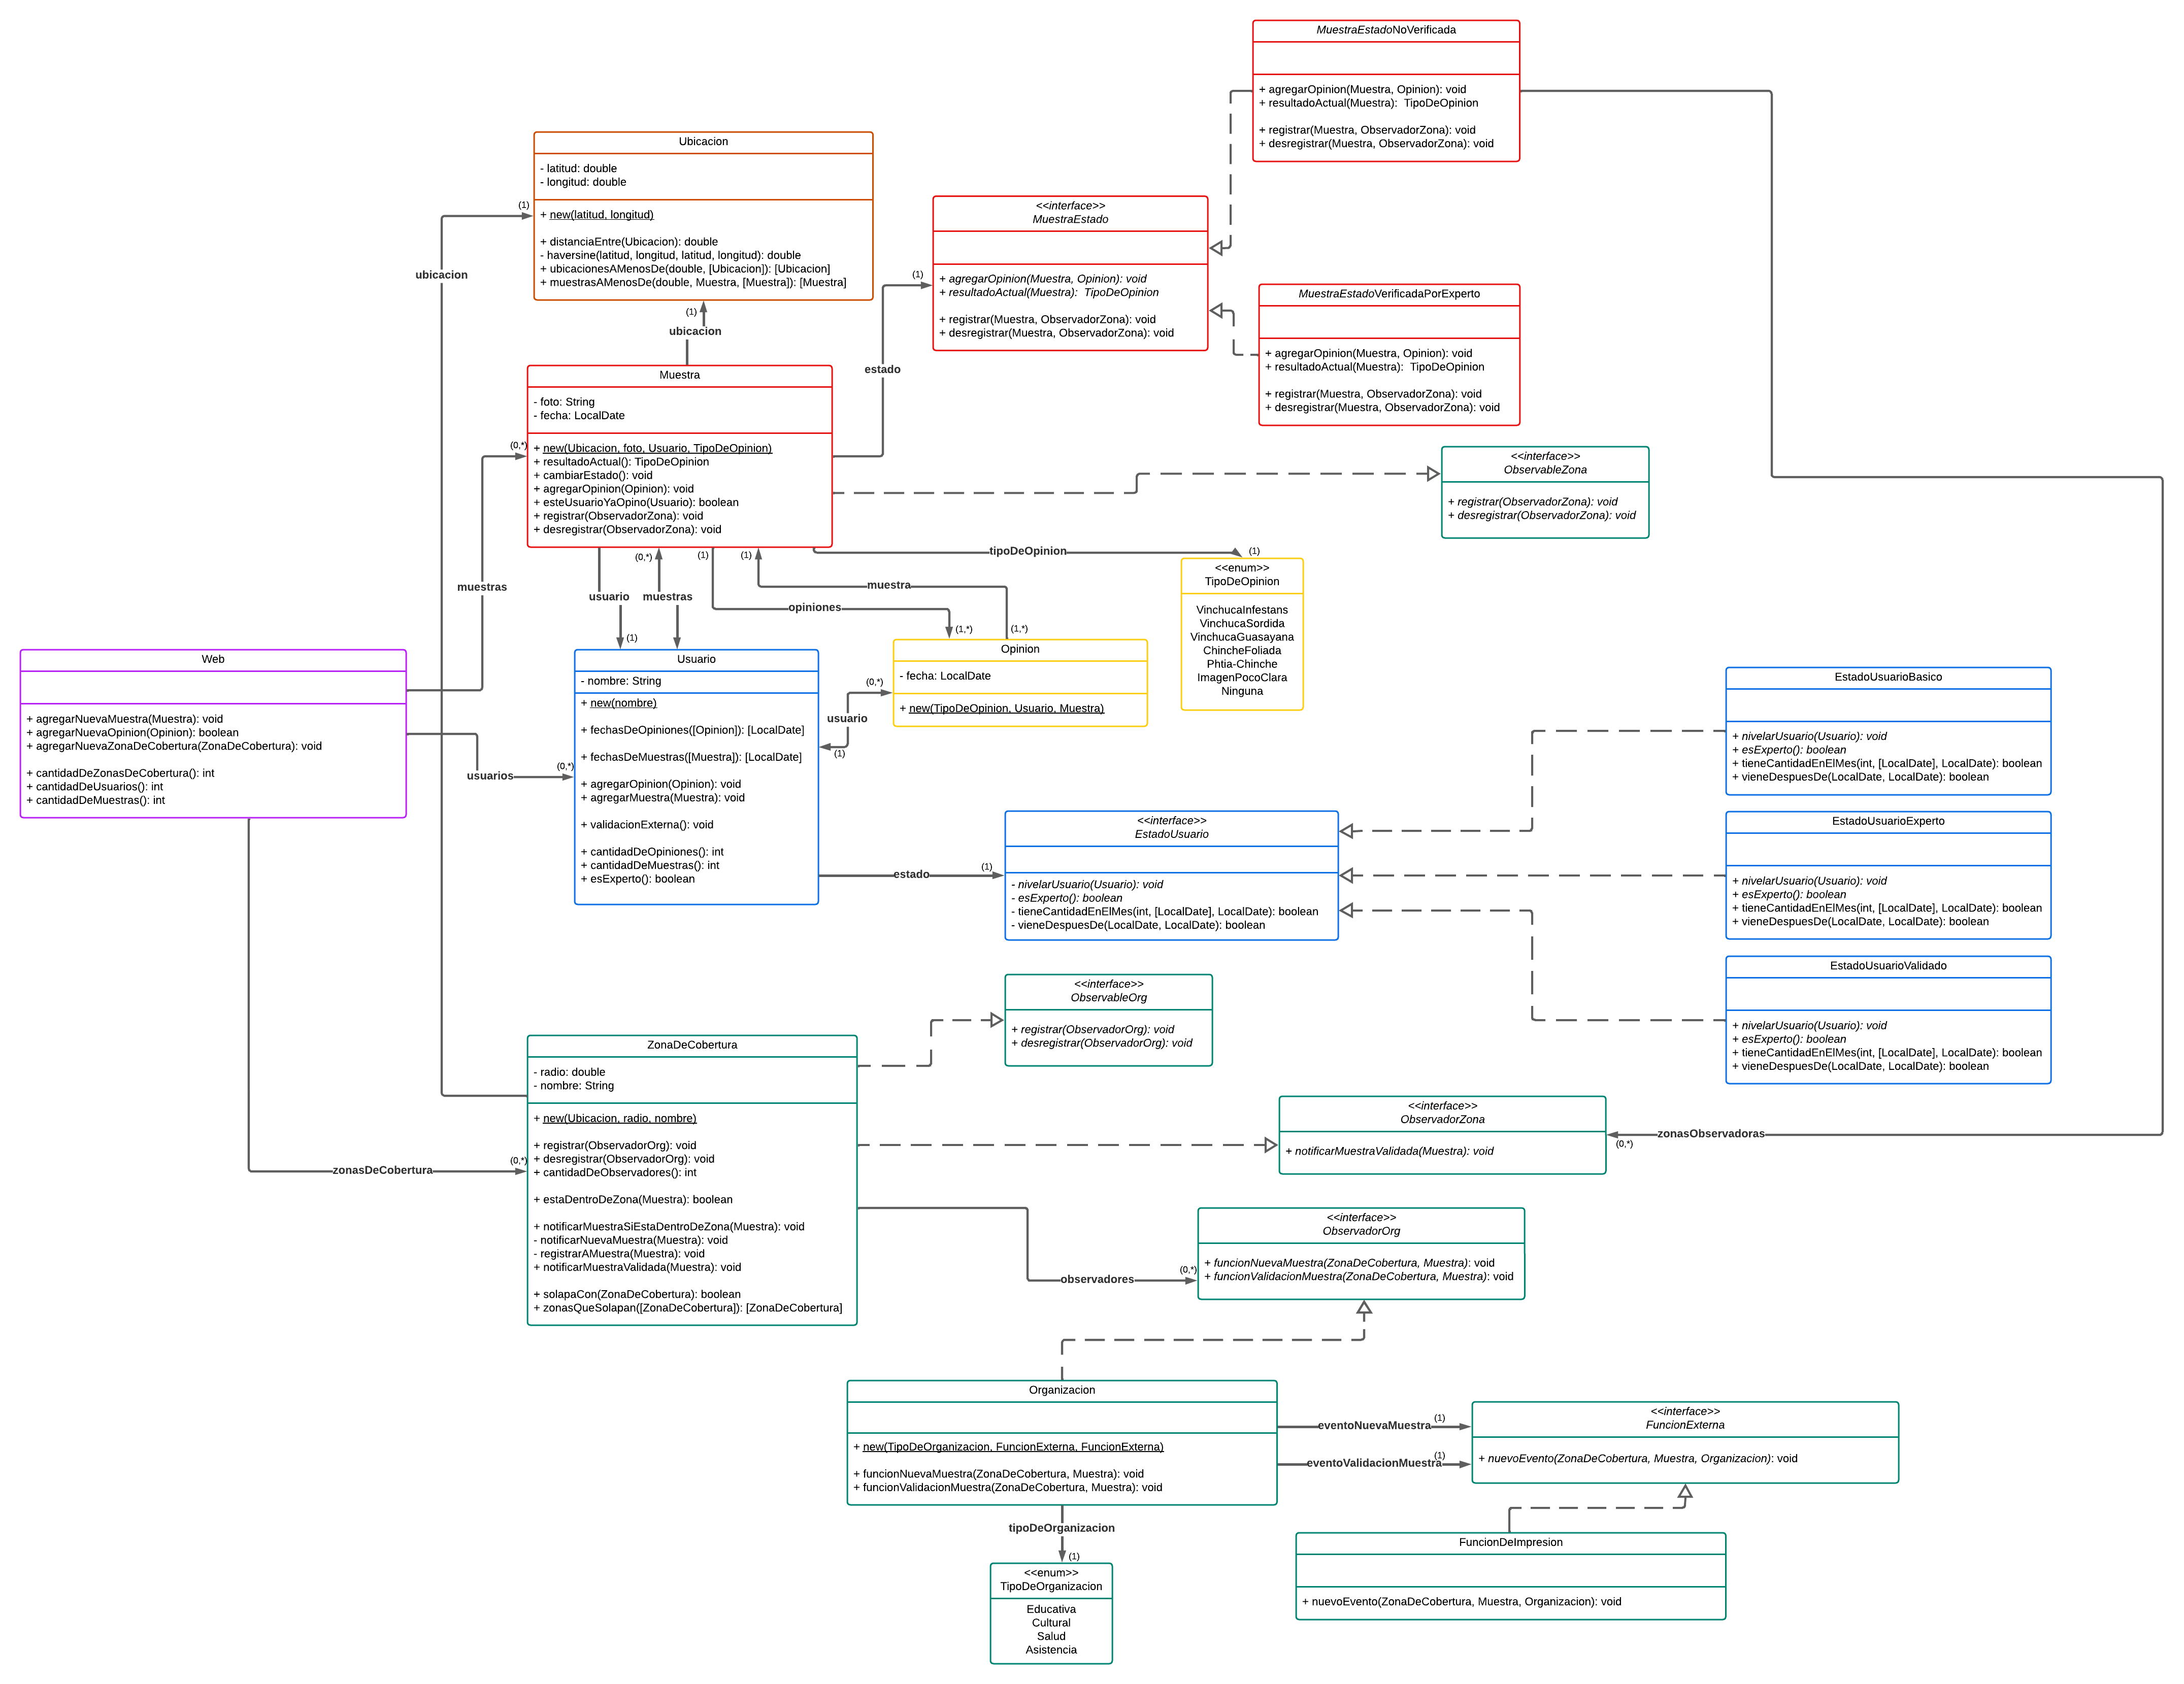 MuestraEstadoNoVerificada
+ agregarOpinion(Muestra, Opinion): void
+ resultadoActual(Muestra):  TipoDeOpinion
+ registrar(Muestra, ObservadorZona): void
+ desregistrar(Muestra, ObservadorZona): void
Ubicacion
- latitud: double
- longitud: double
+ new(latitud, longitud)
+ distanciaEntre(Ubicacion): double
- haversine(latitud, longitud, latitud, longitud): double
+ ubicacionesAMenosDe(double, [Ubicacion]): [Ubicacion]
+ muestrasAMenosDe(double, Muestra, [Muestra]): [Muestra]
(1)
ubicacion
(1)
ubicacion
<<interface>>
MuestraEstado
+ agregarOpinion(Muestra, Opinion): void
+ resultadoActual(Muestra):  TipoDeOpinion
+ registrar(Muestra, ObservadorZona): void
+ desregistrar(Muestra, ObservadorZona): void
(1)
estado
MuestraEstadoVerificadaPorExperto
+ agregarOpinion(Muestra, Opinion): void
+ resultadoActual(Muestra):  TipoDeOpinion
+ registrar(Muestra, ObservadorZona): void
+ desregistrar(Muestra, ObservadorZona): void
Muestra
- foto: String
- fecha: LocalDate
+ new(Ubicacion, foto, Usuario, TipoDeOpinion)
+ resultadoActual(): TipoDeOpinion
+ cambiarEstado(): void
+ agregarOpinion(Opinion): void
+ esteUsuarioYaOpino(Usuario): boolean
+ registrar(ObservadorZona): void
+ desregistrar(ObservadorZona): void
(0,*)
muestras
<<interface>>
ObservableZona
+ registrar(ObservadorZona): void
+ desregistrar(ObservadorZona): void
(0,*)
(1)
(1)
tipoDeOpinion
(1)
usuario
muestras
opiniones
muestra
(1)
(1,*)
(1,*)
<<enum>>
TipoDeOpinion
VinchucaInfestans
VinchucaSordida
VinchucaGuasayana
ChincheFoliada
Phtia-Chinche
ImagenPocoClara
Ninguna
Web
+ agregarNuevaMuestra(Muestra): void
+ agregarNuevaOpinion(Opinion): boolean
+ agregarNuevaZonaDeCobertura(ZonaDeCobertura): void
+ cantidadDeZonasDeCobertura(): int
+ cantidadDeUsuarios(): int
+ cantidadDeMuestras(): int
usuarios
(0,*)
Usuario
- nombre: String
+ new(nombre)
+ fechasDeOpiniones([Opinion]): [LocalDate]
+ fechasDeMuestras([Muestra]): [LocalDate]
+ agregarOpinion(Opinion): void
+ agregarMuestra(Muestra): void
+ validacionExterna(): void
+ cantidadDeOpiniones(): int
+ cantidadDeMuestras(): int
+ esExperto(): boolean
Opinion
- fecha: LocalDate
+ new(TipoDeOpinion, Usuario, Muestra)
(0,*)
usuario
(1)
estado
(1)
<<interface>>
EstadoUsuario
- nivelarUsuario(Usuario): void
- esExperto(): boolean
- tieneCantidadEnElMes(int, [LocalDate], LocalDate): boolean
- vieneDespuesDe(LocalDate, LocalDate): boolean
EstadoUsuarioBasico
+ nivelarUsuario(Usuario): void
+ esExperto(): boolean
+ tieneCantidadEnElMes(int, [LocalDate], LocalDate): boolean
+ vieneDespuesDe(LocalDate, LocalDate): boolean
EstadoUsuarioExperto
+ nivelarUsuario(Usuario): void
+ esExperto(): boolean
+ tieneCantidadEnElMes(int, [LocalDate], LocalDate): boolean
+ vieneDespuesDe(LocalDate, LocalDate): boolean
EstadoUsuarioValidado
+ nivelarUsuario(Usuario): void
+ esExperto(): boolean
+ tieneCantidadEnElMes(int, [LocalDate], LocalDate): boolean
+ vieneDespuesDe(LocalDate, LocalDate): boolean
<<interface>>
ObservableOrg
+ registrar(ObservadorOrg): void
+ desregistrar(ObservadorOrg): void
zonasDeCobertura
(0,*)
ZonaDeCobertura
- radio: double
- nombre: String
+ new(Ubicacion, radio, nombre)
+ registrar(ObservadorOrg): void
+ desregistrar(ObservadorOrg): void
+ cantidadDeObservadores(): int
+ estaDentroDeZona(Muestra): boolean
+ notificarMuestraSiEstaDentroDeZona(Muestra): void
- notificarNuevaMuestra(Muestra): void
- registrarAMuestra(Muestra): void
+ notificarMuestraValidada(Muestra): void
+ solapaCon(ZonaDeCobertura): boolean
+ zonasQueSolapan([ZonaDeCobertura]): [ZonaDeCobertura]
<<interface>>
ObservadorZona
+ notificarMuestraValidada(Muestra): void
zonasObservadoras
(0,*)
observadores
(0,*)
<<interface>>
ObservadorOrg
+ funcionNuevaMuestra(ZonaDeCobertura, Muestra): void
+ funcionValidacionMuestra(ZonaDeCobertura, Muestra): void
Organizacion
+ new(TipoDeOrganizacion, FuncionExterna, FuncionExterna)
+ funcionNuevaMuestra(ZonaDeCobertura, Muestra): void
+ funcionValidacionMuestra(ZonaDeCobertura, Muestra): void
eventoNuevaMuestra
(1)
eventoValidacionMuestra
(1)
<<interface>>
FuncionExterna
+ nuevoEvento(ZonaDeCobertura, Muestra, Organizacion): void
tipoDeOrganizacion
(1)
<<enum>>
TipoDeOrganizacion
Educativa
Cultural
Salud
Asistencia
FuncionDeImpresion
+ nuevoEvento(ZonaDeCobertura, Muestra, Organizacion): void